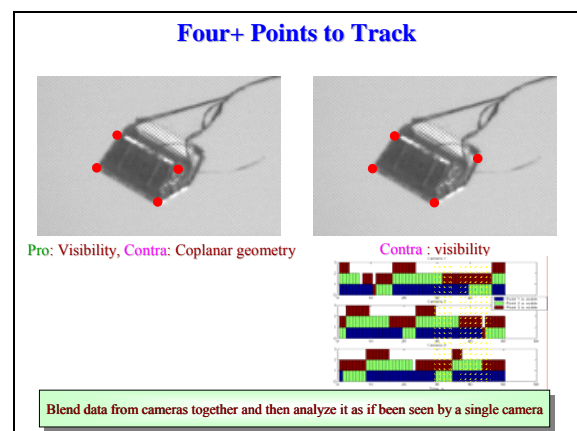 Four+ Points to Track
Pro: Visibility, Contra: Coplanar geometry
Contra : visibility
Blend data from cameras together and then analyze it as if been seen by a single camera